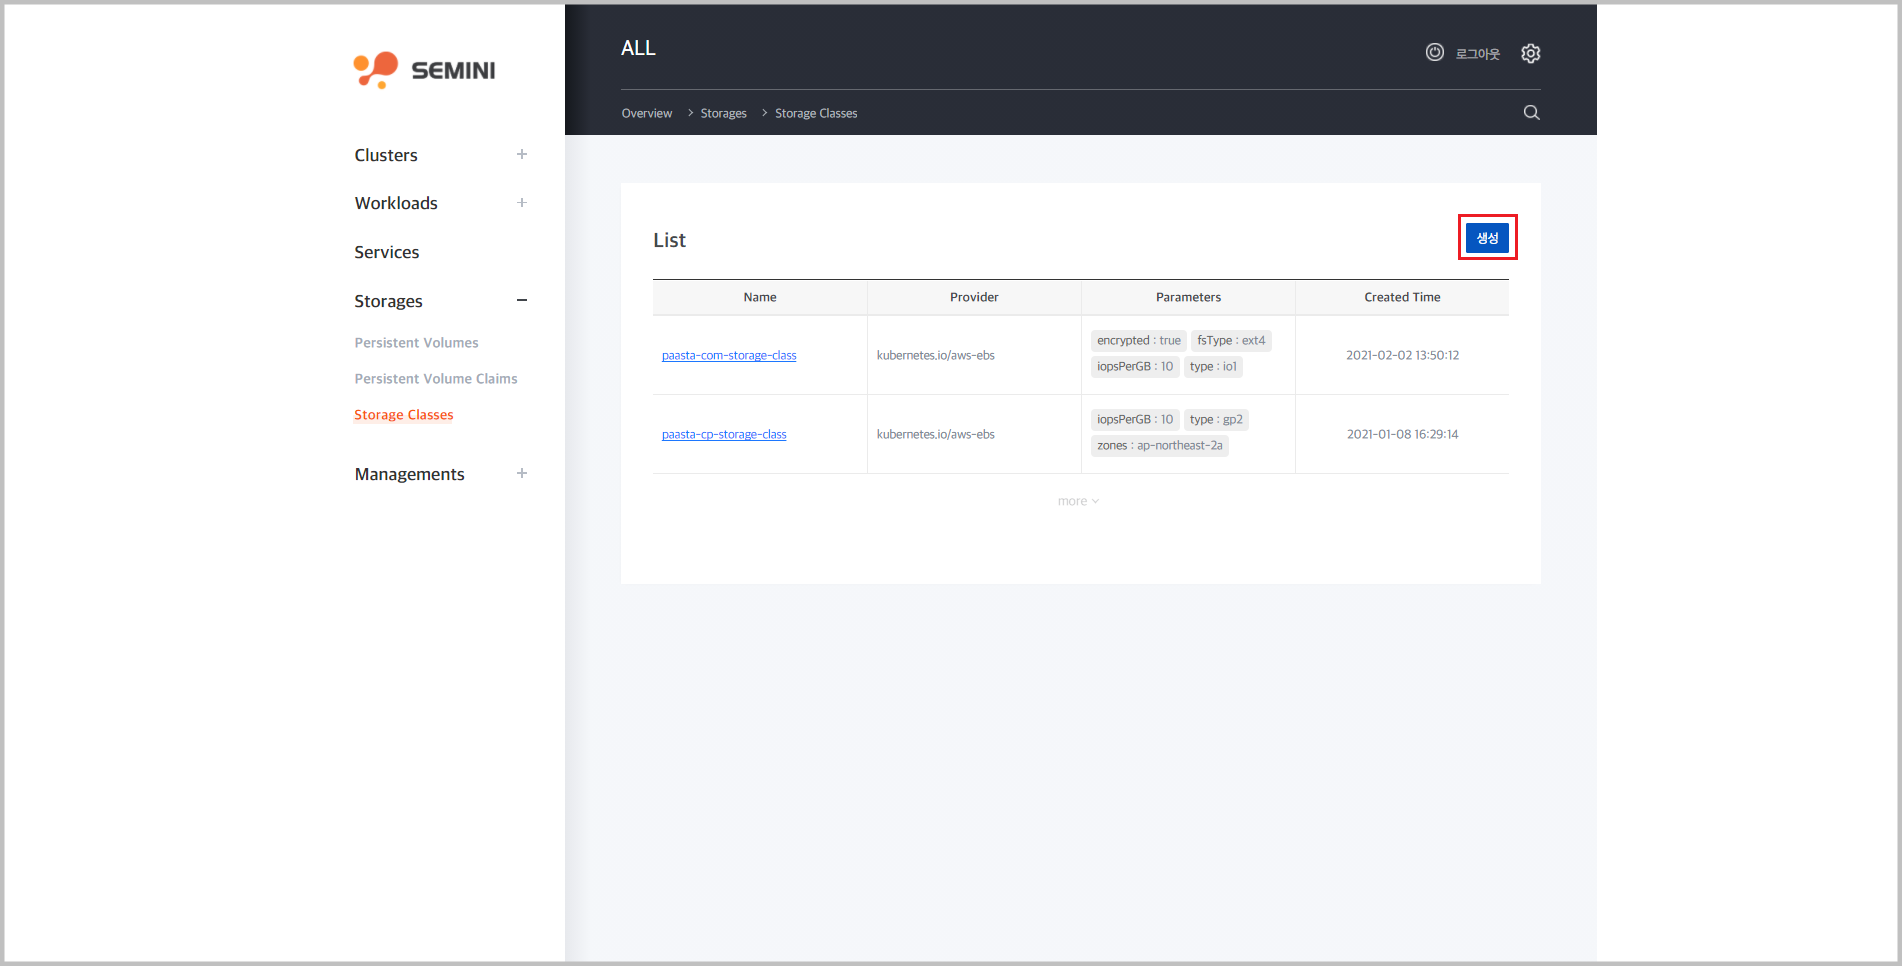 SEMINI
Clusters
Workloads
Services
Storages
Persistent Volumes
Persistent Volume Claims
Storage Classes
Managements
ALL
로그아웃
Overview > Storages > Storage Classes
List
생성
Name Provider Parameters Created Time
paasta-com-storage-class kubernetes.io/aws-ebs encrypted : true fsType : ext4 2021-02-02 13:50:12
iopsPerGB : 10 type : io1
paasta-cp-storage-class kubernetes.io/aws-ebs iopsPerGB : 10 type : gp2 2021-01-08 16:29:14
zones : ap-northeast-2a
more